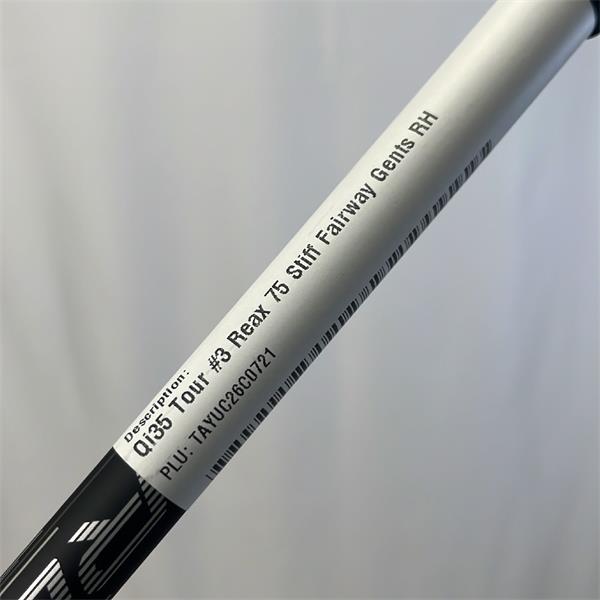 Description:
Qi35 Tour #3 Reax 75 Stiff Fairway Gents RH
PLU: TAYUC26C0721